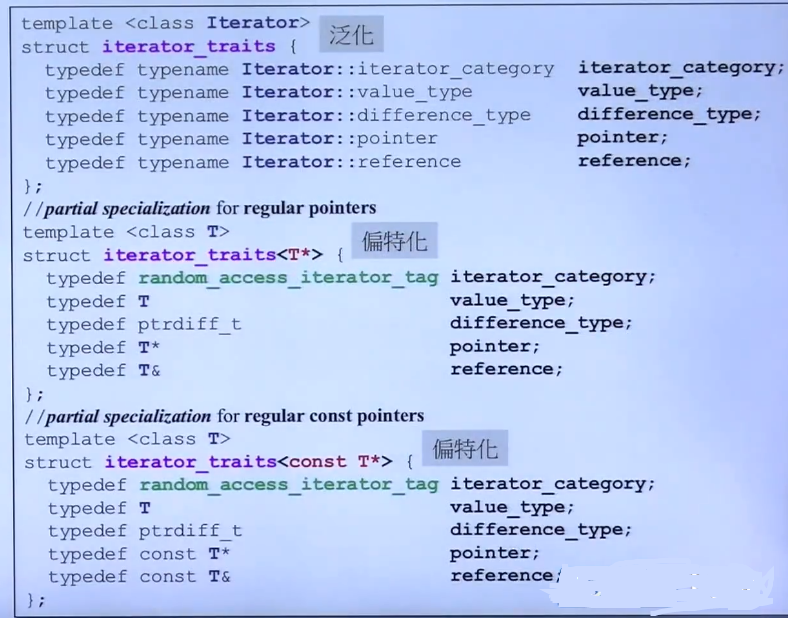 template <class Iterator>
struct iterator_traits { 泛化
typedef typename Iterator::iterator_category iterator_category;
typedef typename Iterator::value_type value_type;
typedef typename Iterator::difference_type difference_type;
typedef typename Iterator::pointer pointer;
typedef typename Iterator::reference reference;
};
//partial specialization for regular pointers
template <class T>
struct iterator_traits<T*> { 偏特化
typedef random_access_iterator_tag iterator_category;
typedef T value_type;
typedef ptrdiff_t difference_type;
typedef T* pointer;
typedef T& reference;
};
//partial specialization for regular const pointers
template <class T>
struct iterator_traits<const T*> { 偏特化
typedef random_access_iterator_tag iterator_category;
typedef T value_type;
typedef ptrdiff_t difference_type;
typedef const T* pointer;
typedef const T& reference;
};